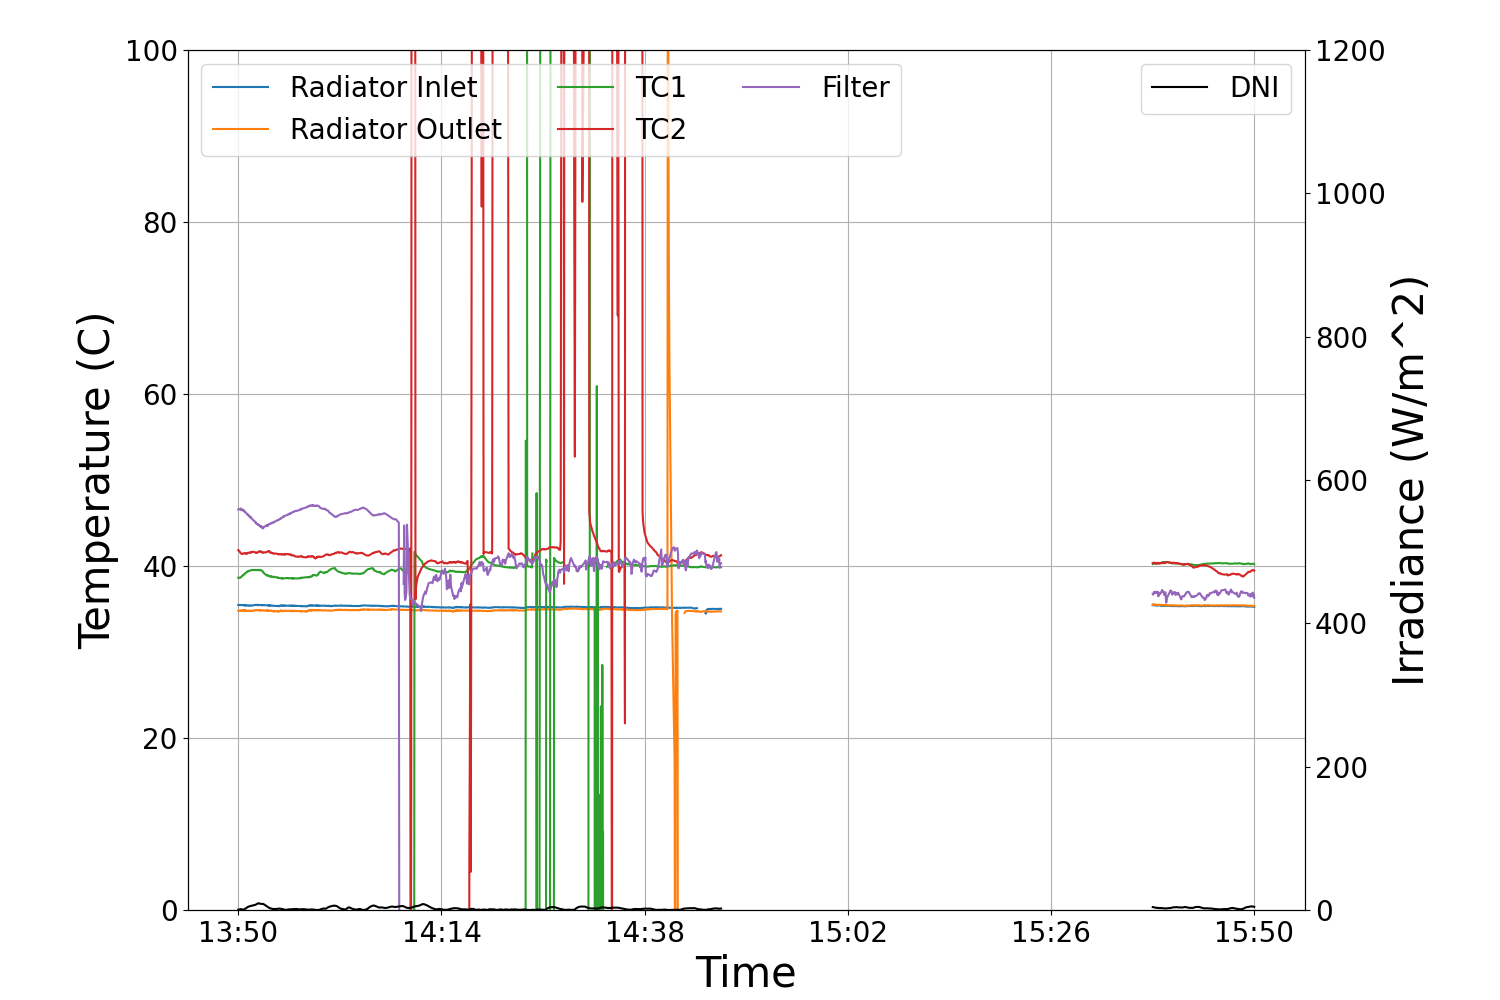 100
80
60
40
20
0
Temperature (C)
Radiator Inlet
Radiator Outlet
TC1
TC2
Filter
DNI
1200
1000
800
600
400
200
0
Irradiance (W/m^2)
13:50 14:14 14:38 15:02 15:26 15:50
Time